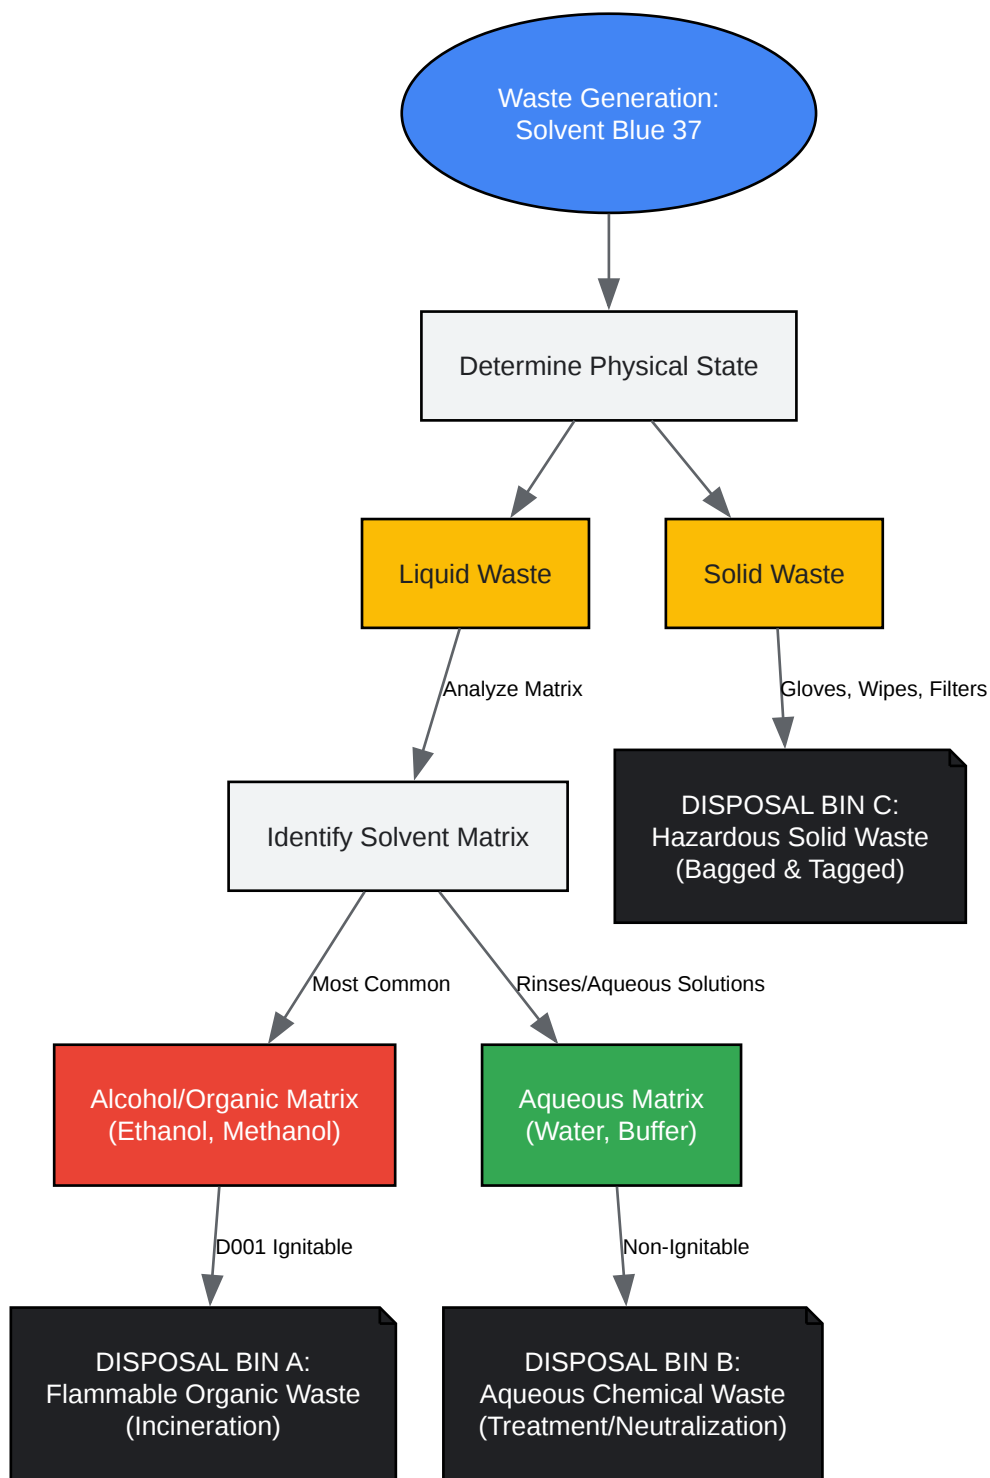 Waste Generation:
Solvent Blue 37
Determine Physical State
Liquid Waste
Solid Waste
Analyze Matrix
Gloves, Wipes, Filters
DISPOSAL BIN C:
Hazardous Solid Waste
(Bagged & Tagged)
Identify Solvent Matrix
Most Common
Rinses/Aqueous Solutions
Alcohol/Organic Matrix
(Ethanol, Methanol)
Aqueous Matrix
(Water, Buffer)
D001 Ignitable
Non-Ignitable
DISPOSAL BIN A:
Flammable Organic Waste
(Incineration)
DISPOSAL BIN B:
Aqueous Chemical Waste
(Treatment/Neutralization)